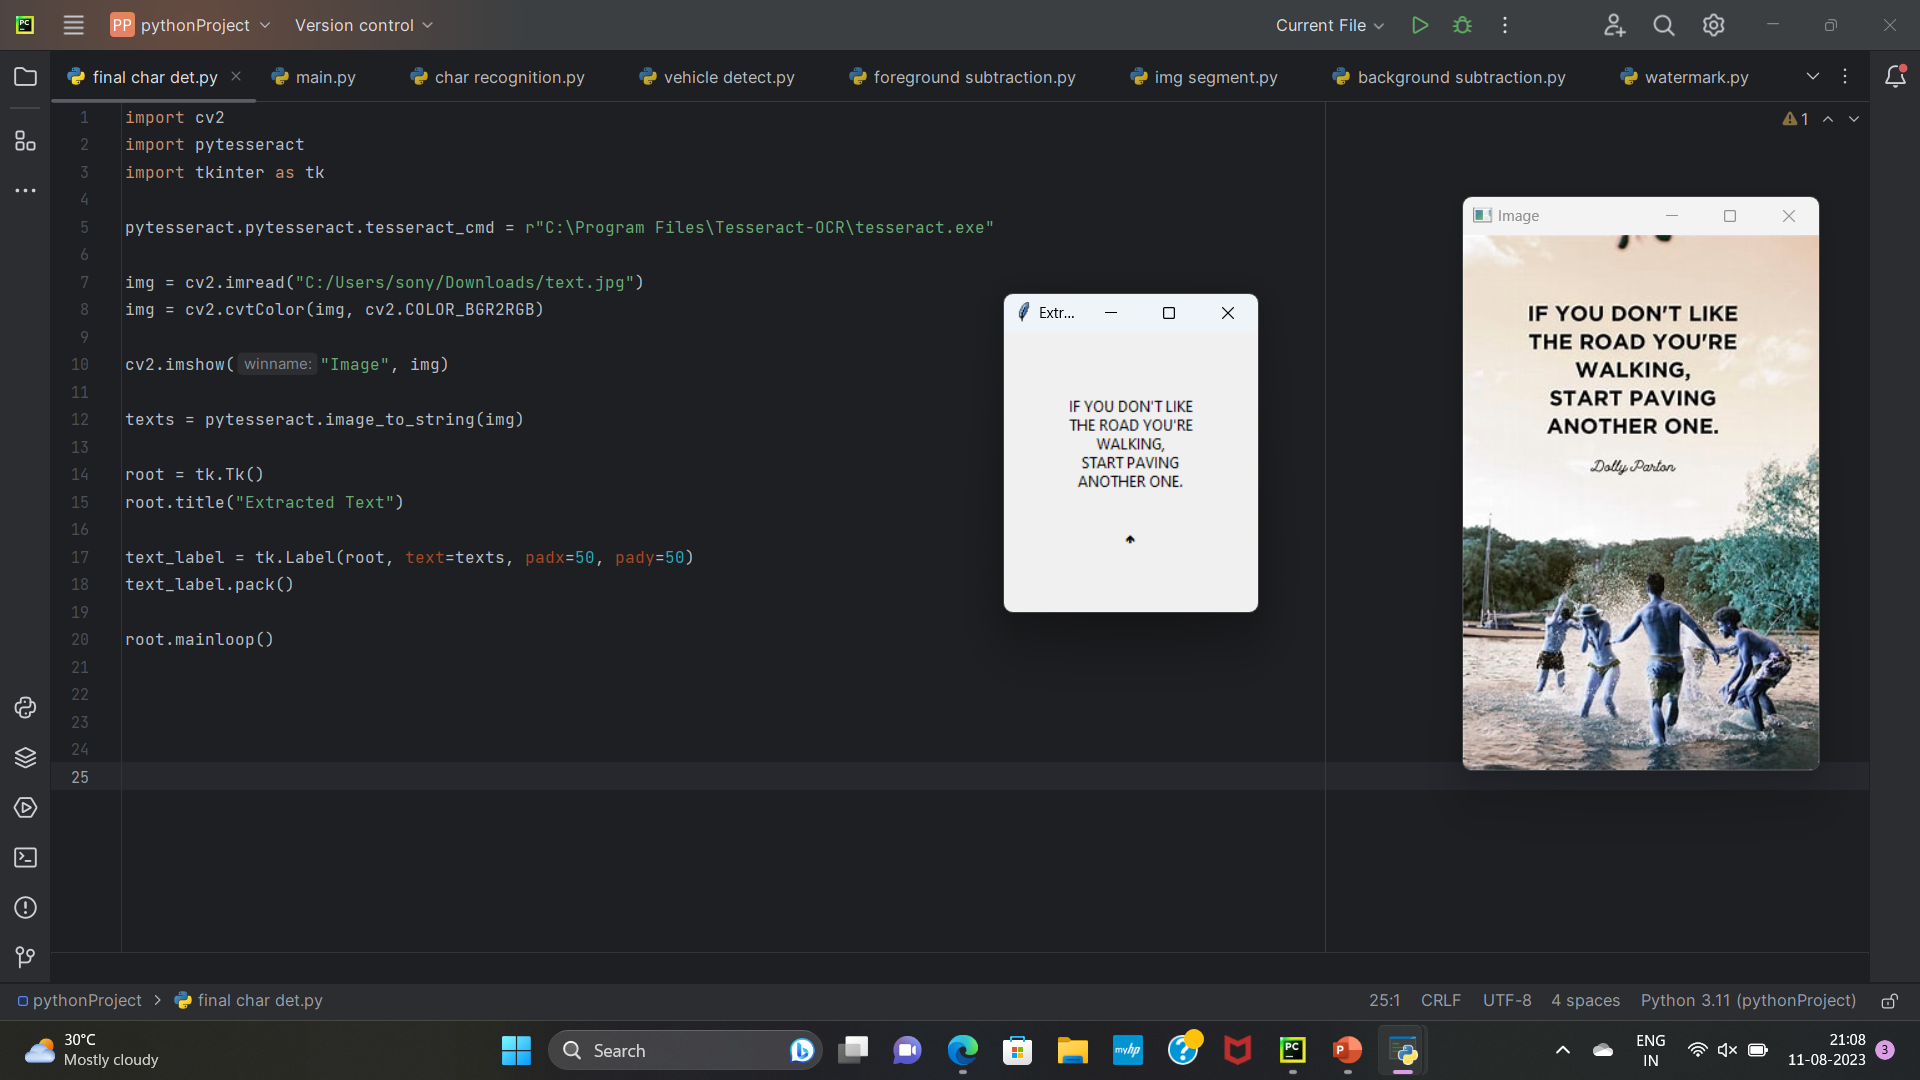 PC
PP pythonProject
Version control
Current File
final char det.py
main.py
char recognition.py
vehicle detect.py
foreground subtraction.py
img segment.py
background subtraction.py
watermark.py
1
1 import cv2
2 import pytesseract
3 import tkinter as tk
4
5 pytesseract.pytesseract.tesseract_cmd = r"C:\Program Files\Tesseract-OCR\tesseract.exe"
6
7 img = cv2.imread("C:/Users/sony/Downloads/text.jpg")
8 img = cv2.cvtColor(img, cv2.COLOR_BGR2RGB)
9
10 cv2.imshow( winname: "Image", img)
11
12 texts = pytesseract.image_to_string(img)
13
14 root = tk.Tk()
15 root.title("Extracted Text")
16
17 text_label = tk.Label(root, text=texts, padx=50, pady=50)
18 text_label.pack()
19
20 root.mainloop()
21
22
23
24
25
Extr...
IF YOU DON'T LIKE
THE ROAD YOU'RE
WALKING,
START PAVING
ANOTHER ONE.
Image
IF YOU DON'T LIKE
THE ROAD YOU'RE
WALKING,
START PAVING
ANOTHER ONE.
Dolly Parton
pythonProject > final char det.py
25:1 CRLF UTF-8 4 spaces Python 3.11 (pythonProject)
30°C
Mostly cloudy
Search
myhp
?
PC
P
ENG
IN
21:08
11-08-2023
3